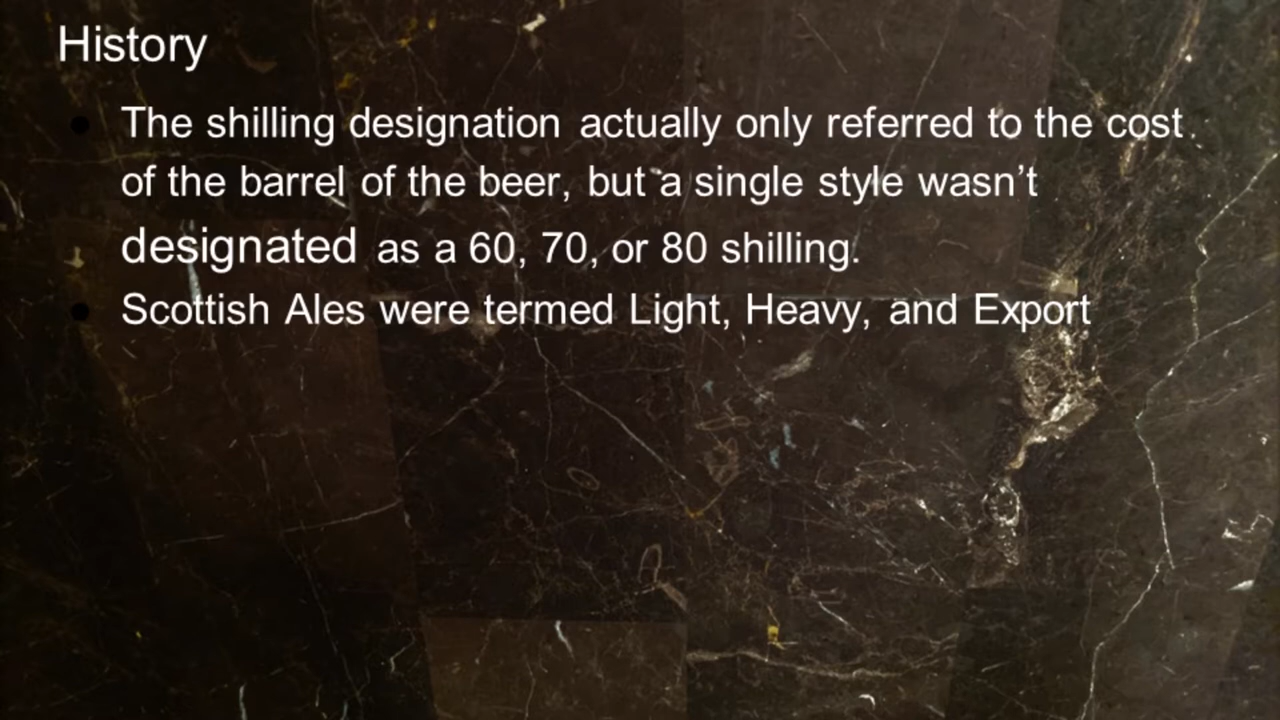 History
The shilling designation actually only referred to the cost
of the barrel of the beer, but a single style wasn’t
designated as a 60, 70, or 80 shilling.
Scottish Ales were termed Light, Heavy, and Export